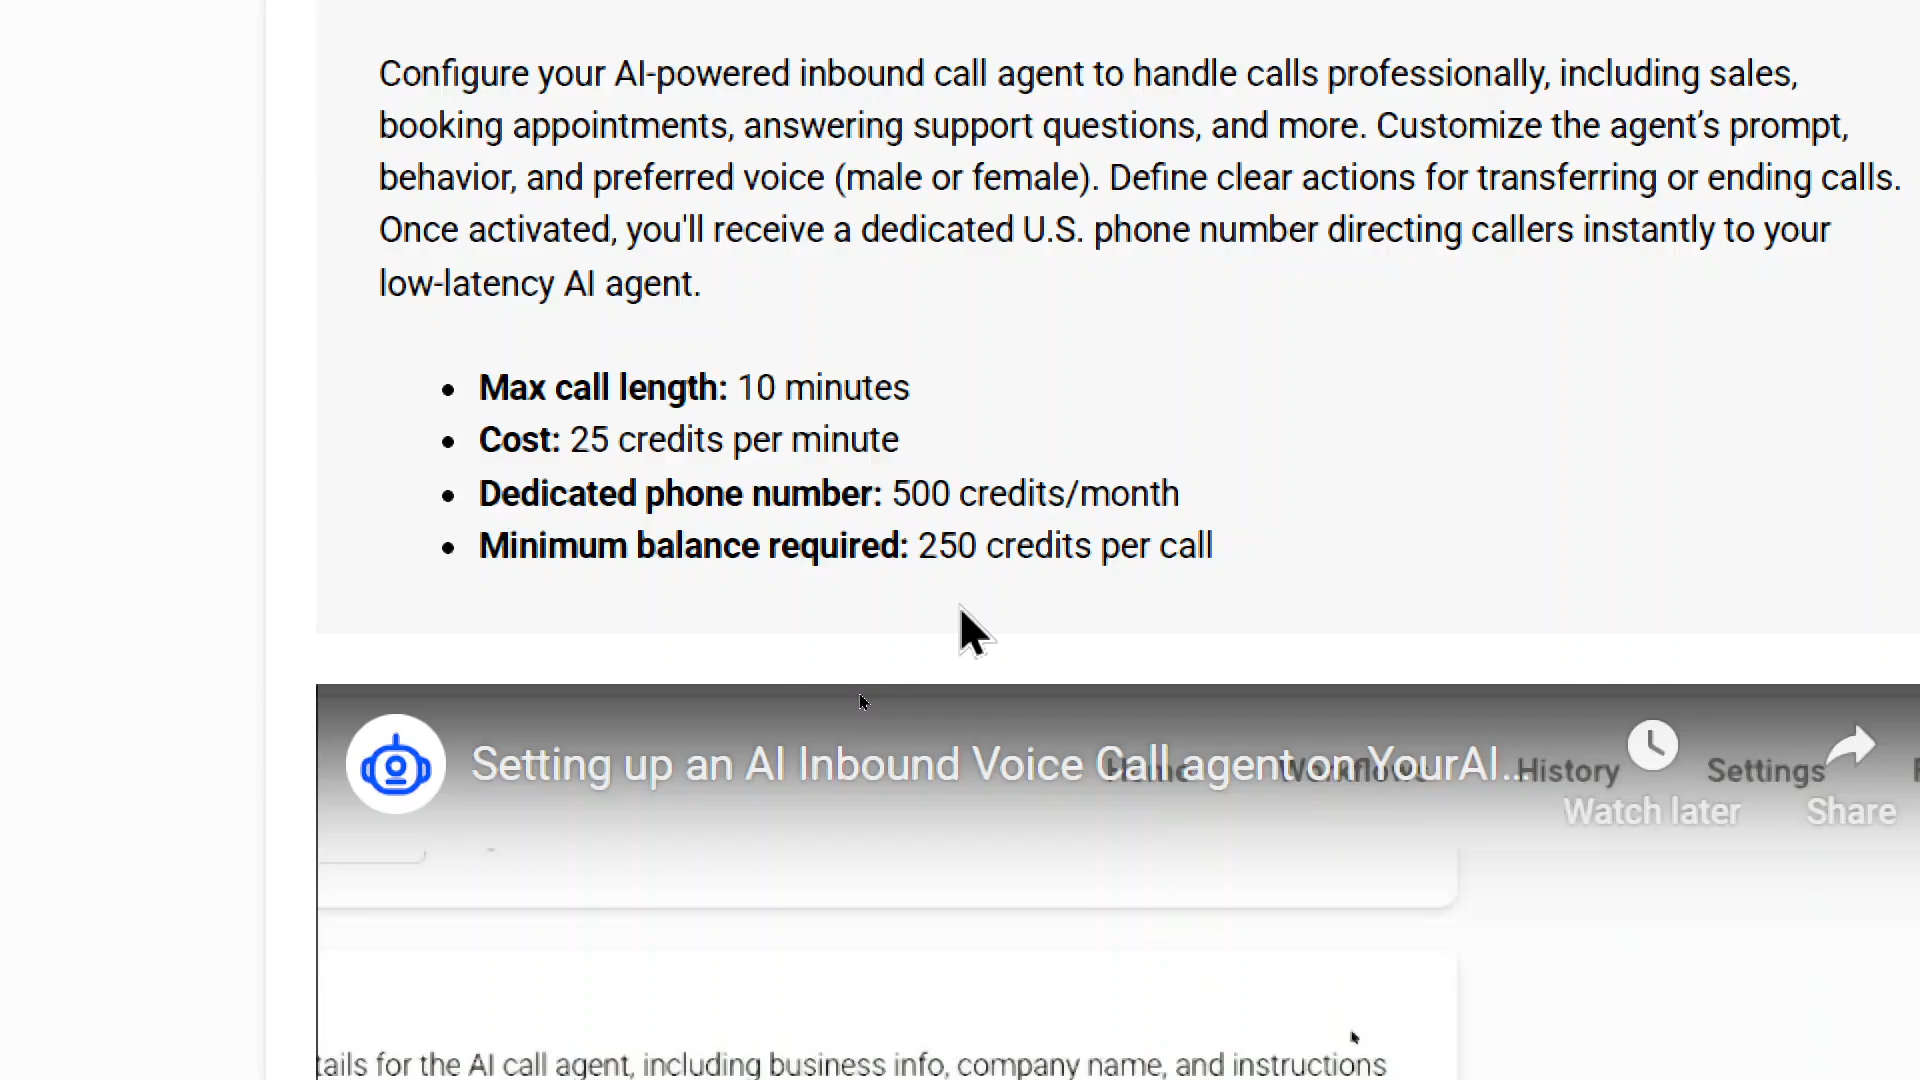 Configure your AI-powered inbound call agent to handle calls professionally, including sales,
booking appointments, answering support questions, and more. Customize the agent’s prompt,
behavior, and preferred voice (male or female). Define clear actions for transferring or ending calls.
Once activated, you'll receive a dedicated U.S. phone number directing callers instantly to your
low-latency AI agent.
• Max call length: 10 minutes
• Cost: 25 credits per minute
• Dedicated phone number: 500 credits/month
• Minimum balance required: 250 credits per call
Setting up an AI Inbound Voice Call agent on YourAI...
Home Workflows History Settings
Watch later Share
tails for the AI call agent, including business info, company name, and instructions